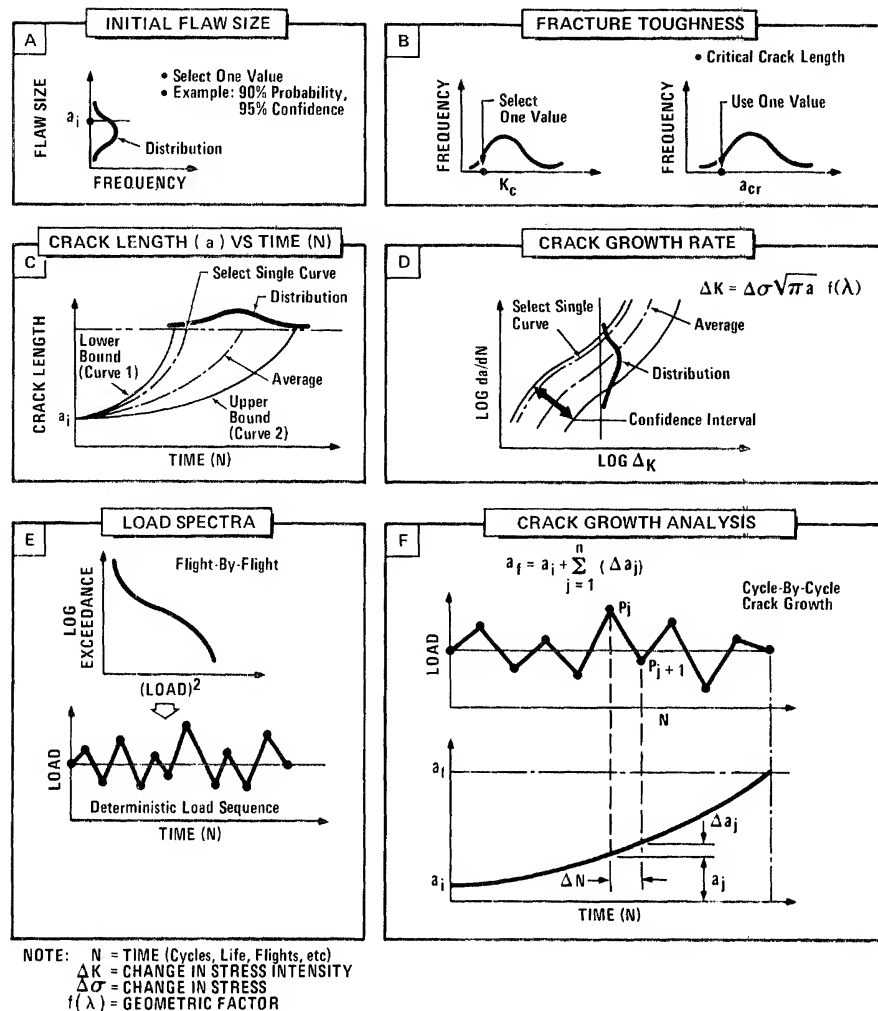 A
INITIAL FLAW SIZE
FLAW SIZE
a_i
• Select One Value
• Example: 90% Probability,
95% Confidence
Distribution
FREQUENCY
B
FRACTURE TOUGHNESS
• Critical Crack Length
FREQUENCY
Select
One Value
K_c
FREQUENCY
Use One Value
a_cr
C
CRACK LENGTH (a) VS TIME (N)
Select Single Curve
Distribution
CRACK LENGTH
Lower
Bound
(Curve 1)
Average
Upper
Bound
(Curve 2)
a_i
TIME (N)
D
CRACK GROWTH RATE
ΔK = Δσ√πa f(λ)
Select Single
Curve
Average
LOG da/dN
Distribution
Confidence Interval
LOG Δ_K
E
LOAD SPECTRA
Flight-By-Flight
LOG
EXCEEDANCE
(LOAD)²
LOAD
Deterministic Load Sequence
TIME (N)
F
CRACK GROWTH ANALYSIS
a_f = a_i + Σ_{j = 1}^{n} (Δa_j)
Cycle-By-Cycle
Crack Growth
P_j
LOAD
P_j + 1
N
a_f
Δa_j
a_i
ΔN
a_j
TIME (N)
NOTE: N = TIME (Cycles, Life, Flights, etc)
ΔK = CHANGE IN STRESS INTENSITY
Δσ = CHANGE IN STRESS
f(λ) = GEOMETRIC FACTOR